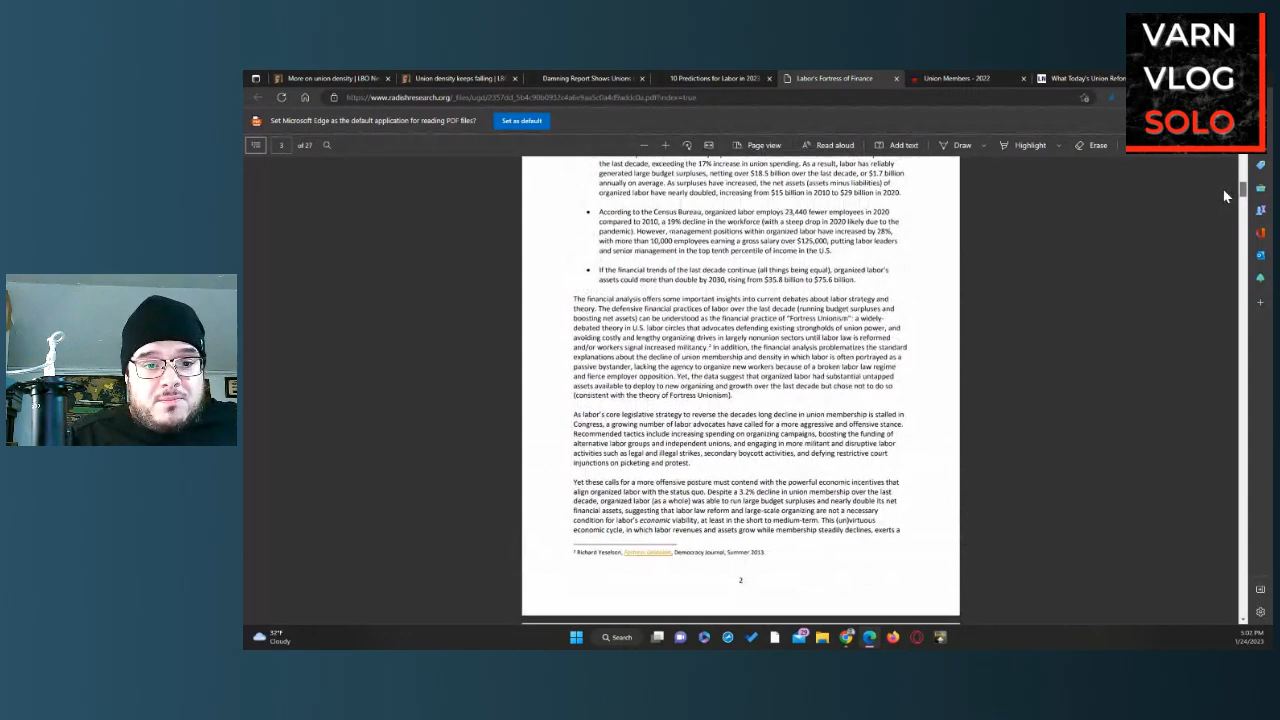 VARN
VLOG
SOLO
More on union density | LBO Ne
Union density keeps falling | LBO
Damning Report Shows Unions
10 Predictions for Labor in 2023
Labor's Fortress of Finance
Union Members - 2022
What Today's Union Refor
Set Microsoft Edge as the default application for reading PDF files?
Set as default
3 of 27
Page view
Read aloud
Add text
Draw
Highlight
Erase
the last decade, exceeding the 17% increase in union spending. As a result, labor has reliably
generated large budget surpluses, netting over $18.5 billion over the last decade, or $1.7 billion
annually on average. As surpluses have increased, the net assets (assets minus liabilities) of
organized labor have nearly doubled, increasing from $15 billion in 2010 to $29 billion in 2020.
• According to the Census Bureau, organized labor employs 23,440 fewer employees in 2020
compared to 2010, a 19% decline in the workforce (with a steep drop in 2020 likely due to the
pandemic). However, management positions within organized labor have increased by 28%,
with more than 10,000 employees earning a gross salary over $125,000, putting labor leaders
and senior management in the top tenth percentile of income in the U.S.
• If the financial trends of the last decade continue (all things being equal), organized labor's
assets could more than double by 2030, rising from $35.8 billion to $75.6 billion.
The financial analysis offers some important insights into current debates about labor strategy and
theory. The defensive financial practices of labor over the last decade (running budget surpluses and
boosting net assets) can be understood as the financial practice of "Fortress Unionism": a widely-
debated theory in U.S. labor circles that advocates defending existing strongholds of union power, and
avoiding costly and lengthy organizing drives in largely nonunion sectors until labor law is reformed
and/or workers signal increased militancy.² In addition, the financial analysis problematizes the standard
explanations about the decline of union membership and density in which labor is often portrayed as a
passive bystander, lacking the agency to organize new workers because of a broken labor law regime
and fierce employer opposition. Yet, the data suggest that organized labor had substantial untapped
assets available to deploy to new organizing and growth over the last decade but chose not to do so
(consistent with the theory of Fortress Unionism).
As labor's core legislative strategy to reverse the decades long decline in union membership is stalled in
Congress, a growing number of labor advocates have called for a more aggressive and offensive stance.
Recommended tactics include increasing spending on organizing campaigns, boosting the funding of
alternative labor groups and independent unions, and engaging in more militant and disruptive labor
activities such as legal and illegal strikes, secondary boycott activities, and defying restrictive court
injunctions on picketing and protest.
Yet these calls for a more offensive posture must contend with the powerful economic incentives that
align organized labor with the status quo. Despite a 3.2% decline in union membership over the last
decade, organized labor (as a whole) was able to run large budget surpluses and nearly double its net
financial assets, suggesting that labor law reform and large-scale organizing are not a necessary
condition for labor's economic viability, at least in the short to medium-term. This (un)virtuous
economic cycle, in which labor revenues and assets grow while membership steadily declines, exerts a
² Richard Yeselson, Fortress Unionism, Democracy Journal, Summer 2013.
2
32°F
Cloudy
Search
5:02 PM
1/24/2023